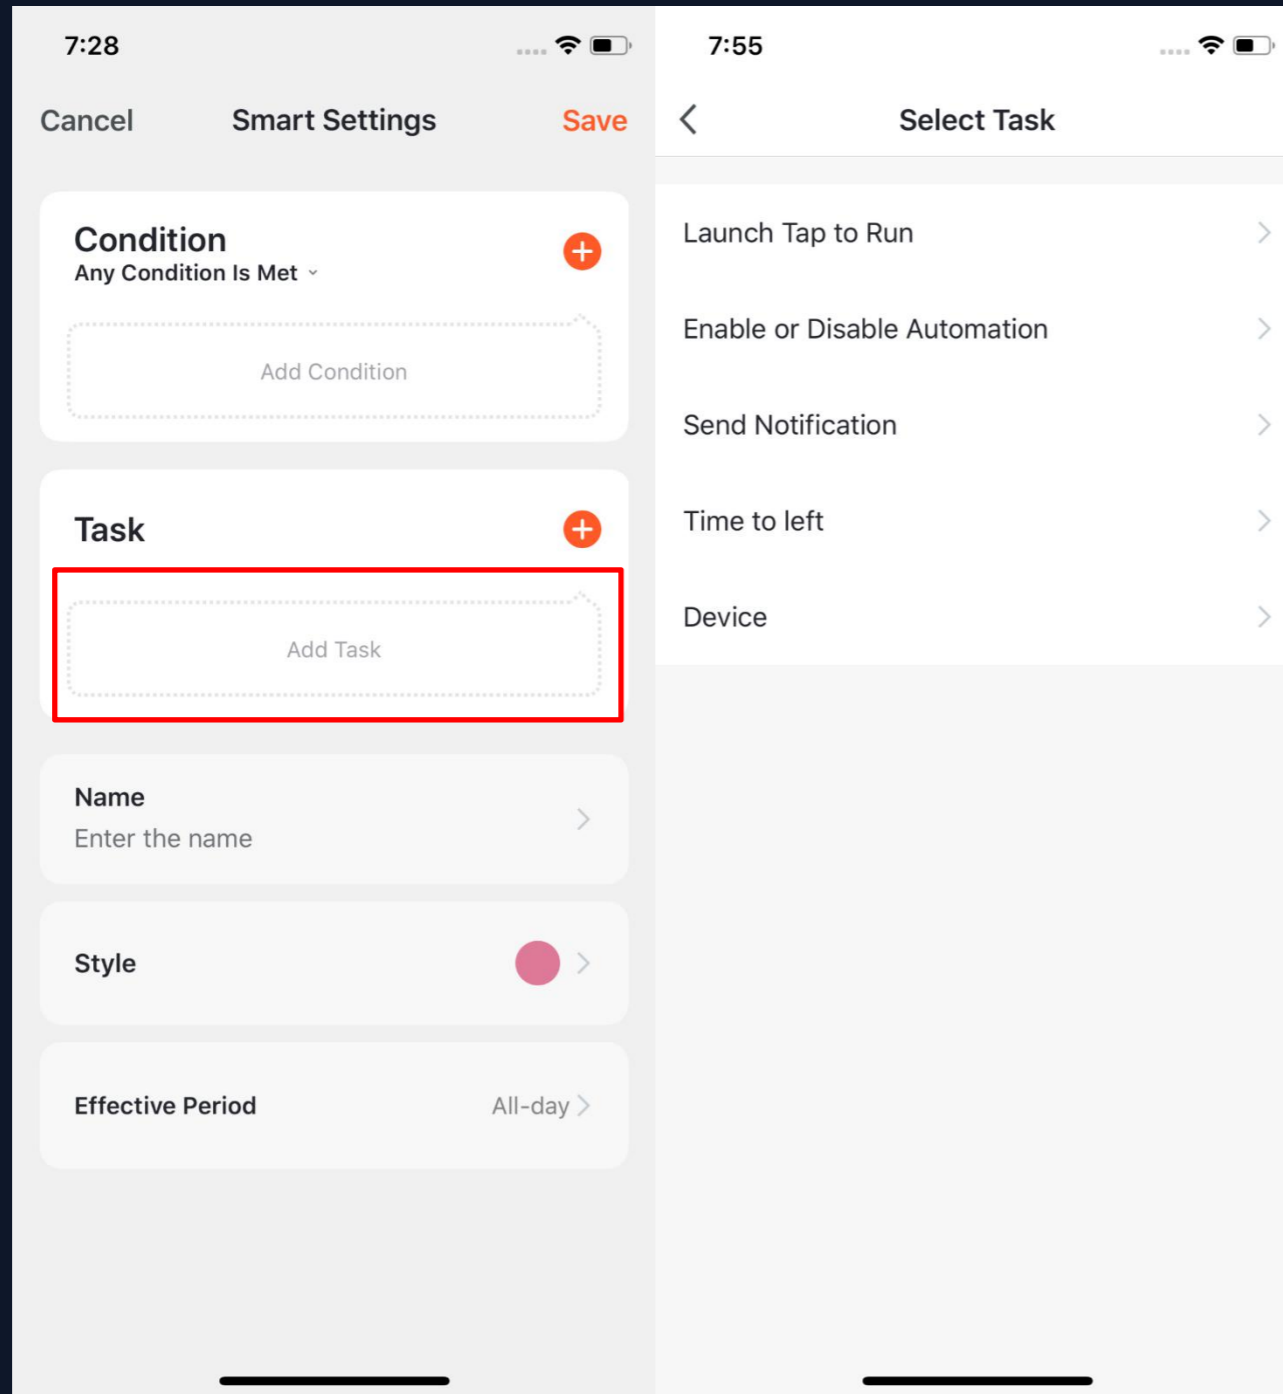 7:28
Cancel
Smart Settings
Save
Condition
Any Condition Is Met
Add Condition
Task
Add Task
Name
Enter the name
Style
Effective Period
All-day
7:55
Select Task
Launch Tap to Run
Enable or Disable Automation
Send Notification
Time to left
Device